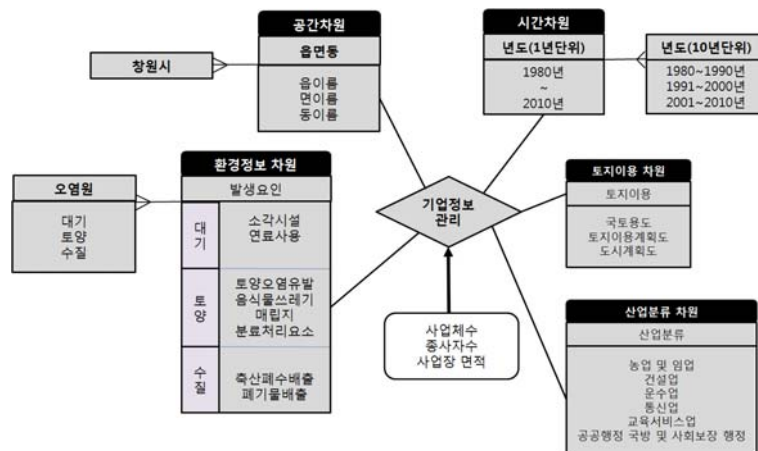 공간차원
읍면동
읍이름
면이름
동이름
창원시
시간차원
년도(1년단위)
1980년
~
2010년
년도(10년단위)
1980~1990년
1991~2000년
2001~2010년
오염원
대기
토양
수질
환경정보 차원
발생요인
대기
소각시설
연료사용
토양
토양오염유발
음식물쓰레기
매립지
분료처리요소
수질
축산폐수배출
폐기물배출
기업정보
관리
사업체수
종사자수
사업장 면적
토지이용 차원
토지이용
국토용도
토지이용계획도
도시계획도
산업분류 차원
산업분류
농업 및 임업
건설업
운수업
통신업
교육서비스업
공공행정 국방 및 사회보장 행정